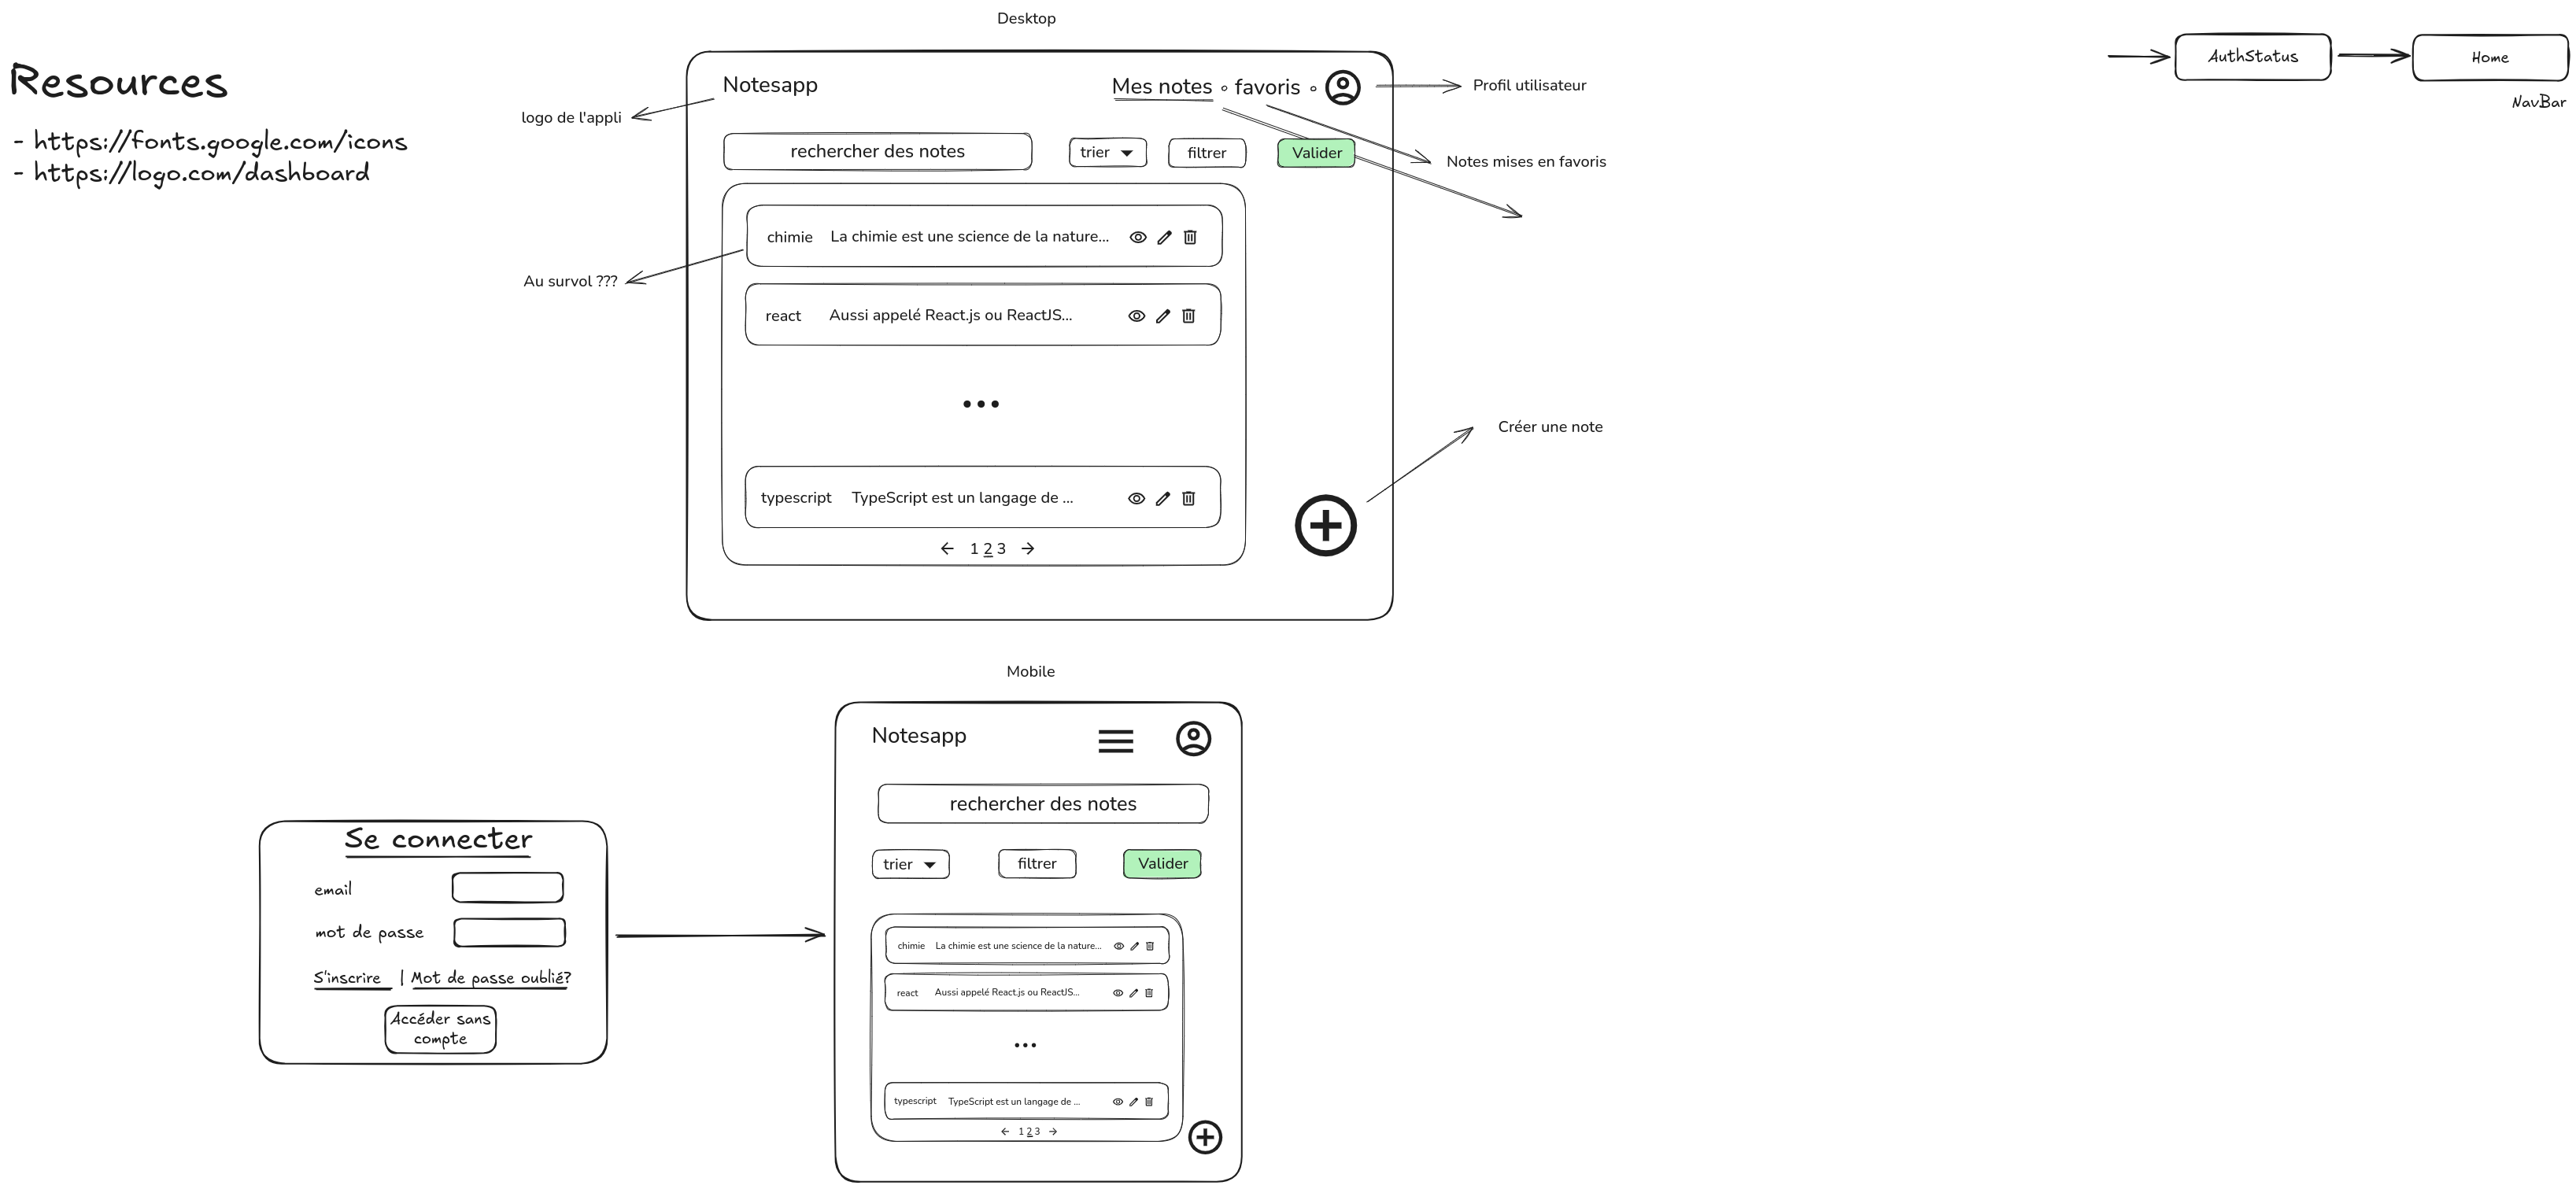 Desktop
Resources
- https://fonts.google.com/icons
- https://logo.com/dashboard
logo de l'appli
Au survol ???
Notesapp
Mes notes ∘ favoris ∘
Profil utilisateur
rechercher des notes
trier
filtrer
Valider
Notes mises en favoris
chimie La chimie est une science de la nature...
react Aussi appelé React.js ou ReactJS...
...
typescript TypeScript est un langage de ...
← 1 2 3 →
Créer une note
AuthStatus
Home
NavBar
Mobile
Se connecter
email
mot de passe
S'inscrire | Mot de passe oublié?
Accéder sans
compte
Notesapp
rechercher des notes
trier
filtrer
Valider
chimie La chimie est une science de la nature...
react Aussi appelé React.js ou ReactJS...
...
typescript TypeScript est un langage de ...
← 1 2 3 →